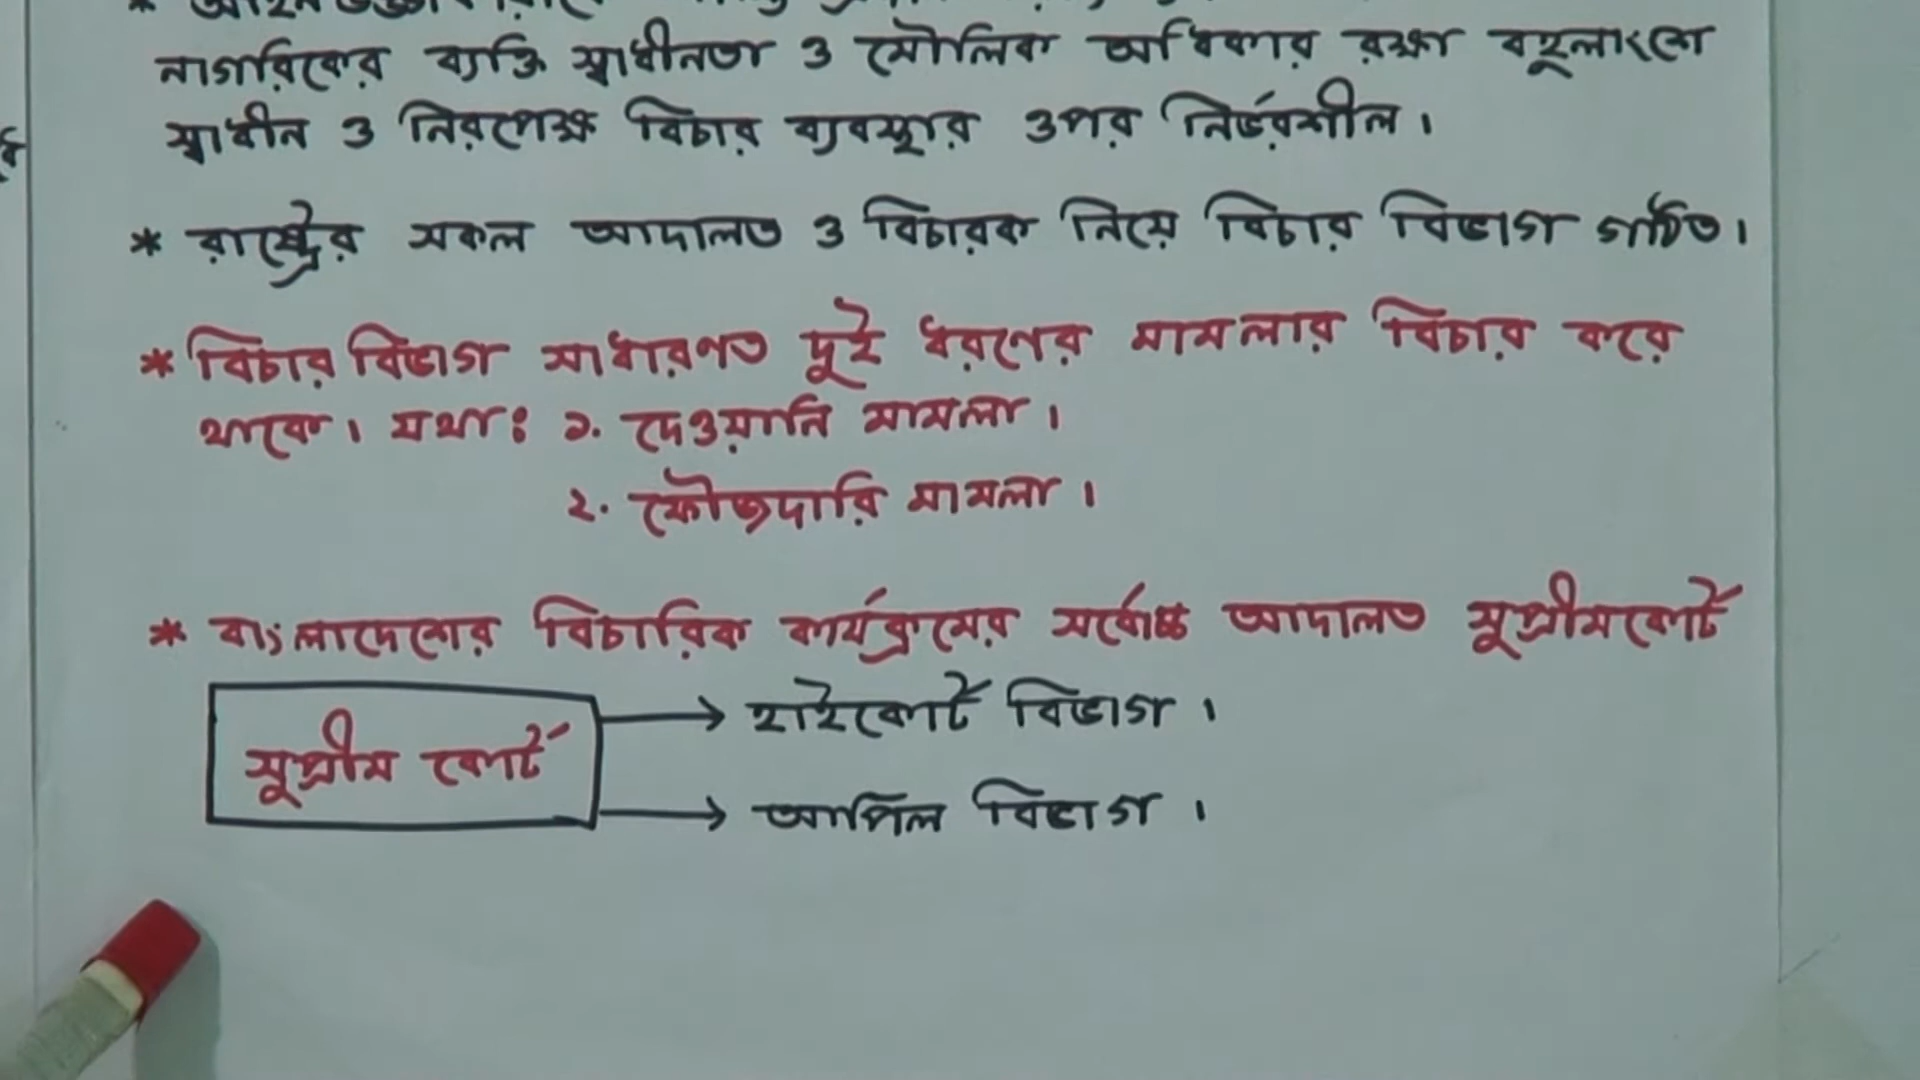 নাগরিকের ব্যক্তি স্বাধীনতা ও মৌলিক অধিকার রক্ষা বহুলাংশে
স্বাধীন ও নিরপেক্ষ বিচার ব্যবস্থার ওপর নির্ভরশীল।
* রাষ্ট্রের সকল আদালত ও বিচারক নিয়ে বিচার বিভাগ গঠিত।
* বিচার বিভাগ সাধারণত দুই ধরণের মামলার বিচার করে
থাকে। যথা: ১. দেওয়ানি মামলা।
২. ফৌজদারি মামলা।
* বাংলাদেশের বিচারিক কার্যক্রমের সর্বোচ্চ আদালত সুপ্রীমকোর্ট
সুপ্রীম কোর্ট
হাইকোর্ট বিভাগ।
আপিল বিভাগ।